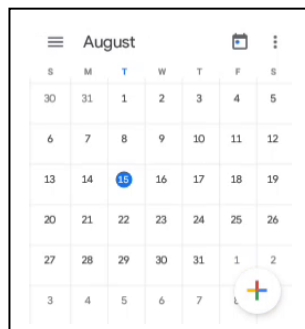 August
S M T W T F S
30 31 1 2 3 4 5
6 7 8 9 10 11 12
13 14 15 16 17 18 19
20 21 22 23 24 25 26
27 28 29 30 31 1 2
3 4 5 6 7